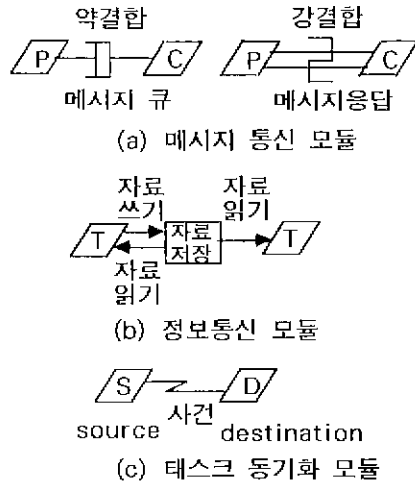 약결합 강결합
P C P C
메시지 큐 메시지응답
(a) 메시지 통신 모듈
자료 쓰기 자료 읽기
T 자료 저장 T
자료 읽기
(b) 정보통신 모듈
S D
사건
source destination
(c) 태스크 동기화 모듈